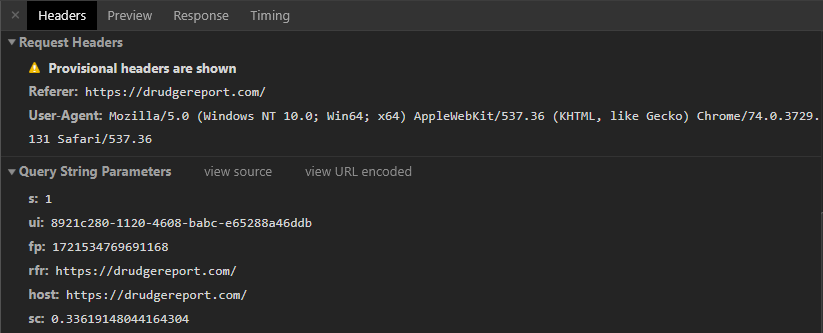 × Headers Preview Response Timing
Request Headers
Provisional headers are shown
Referer: https://drudgereport.com/
User-Agent: Mozilla/5.0 (Windows NT 10.0; Win64; x64) AppleWebKit/537.36 (KHTML, like Gecko) Chrome/74.0.3729.
131 Safari/537.36
Query String Parameters view source view URL encoded
s: 1
ui: 8921c280-1120-4608-babc-e65288a46ddb
fp: 1721534769691168
rfr: https://drudgereport.com/
host: https://drudgereport.com/
sc: 0.33619148044164304